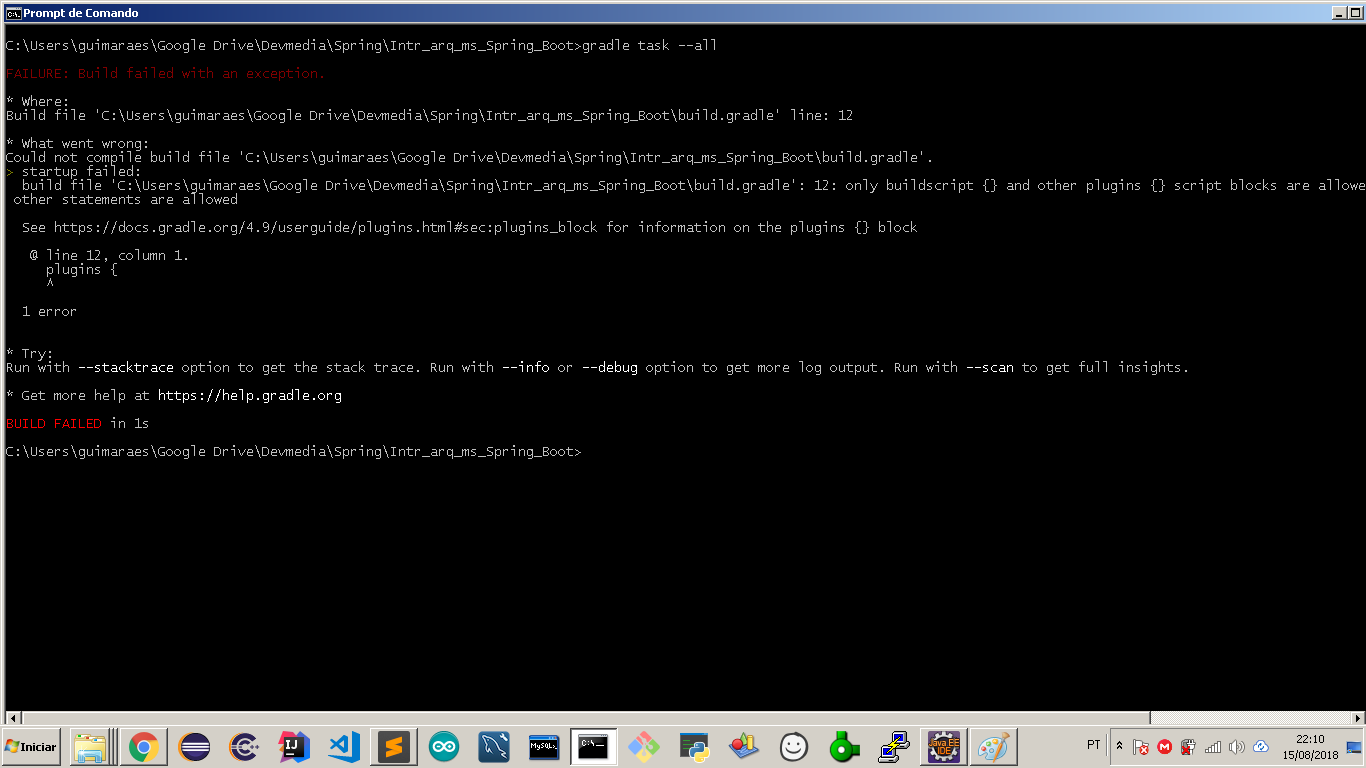 Prompt de Comando
C:\Users\guimaraes\Google Drive\Devmedia\Spring\Intr_arq_ms_Spring_Boot>gradle task --all
FAILURE: Build failed with an exception.
* Where:
Build file 'C:\Users\guimaraes\Google Drive\Devmedia\Spring\Intr_arq_ms_Spring_Boot\build.gradle' line: 12
* What went wrong:
Could not compile build file 'C:\Users\guimaraes\Google Drive\Devmedia\Spring\Intr_arq_ms_Spring_Boot\build.gradle'.
> startup failed:
build file 'C:\Users\guimaraes\Google Drive\Devmedia\Spring\Intr_arq_ms_Spring_Boot\build.gradle': 12: only buildscript {} and other plugins {} script blocks are allowe
other statements are allowed
See https://docs.gradle.org/4.9/userguide/plugins.html#sec:plugins_block for information on the plugins {} block
@ line 12, column 1.
plugins {
^
1 error
* Try:
Run with --stacktrace option to get the stack trace. Run with --info or --debug option to get more log output. Run with --scan to get full insights.
* Get more help at https://help.gradle.org
BUILD FAILED in 1s
C:\Users\guimaraes\Google Drive\Devmedia\Spring\Intr_arq_ms_Spring_Boot>
Iniciar
MySQL
C:\.
Java EE
IDE
PT
22:10
15/08/2018